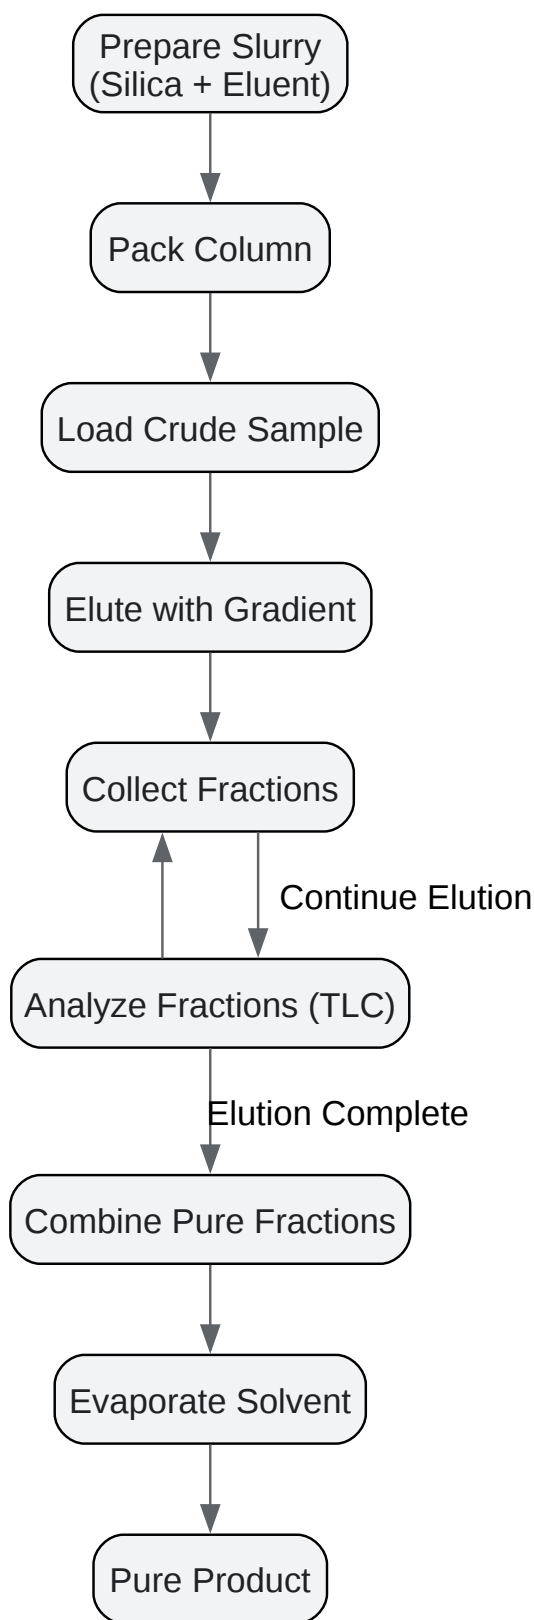 Prepare Slurry
(Silica + Eluent)
Pack Column
Load Crude Sample
Elute with Gradient
Collect Fractions
Continue Elution
Analyze Fractions (TLC)
Elution Complete
Combine Pure Fractions
Evaporate Solvent
Pure Product